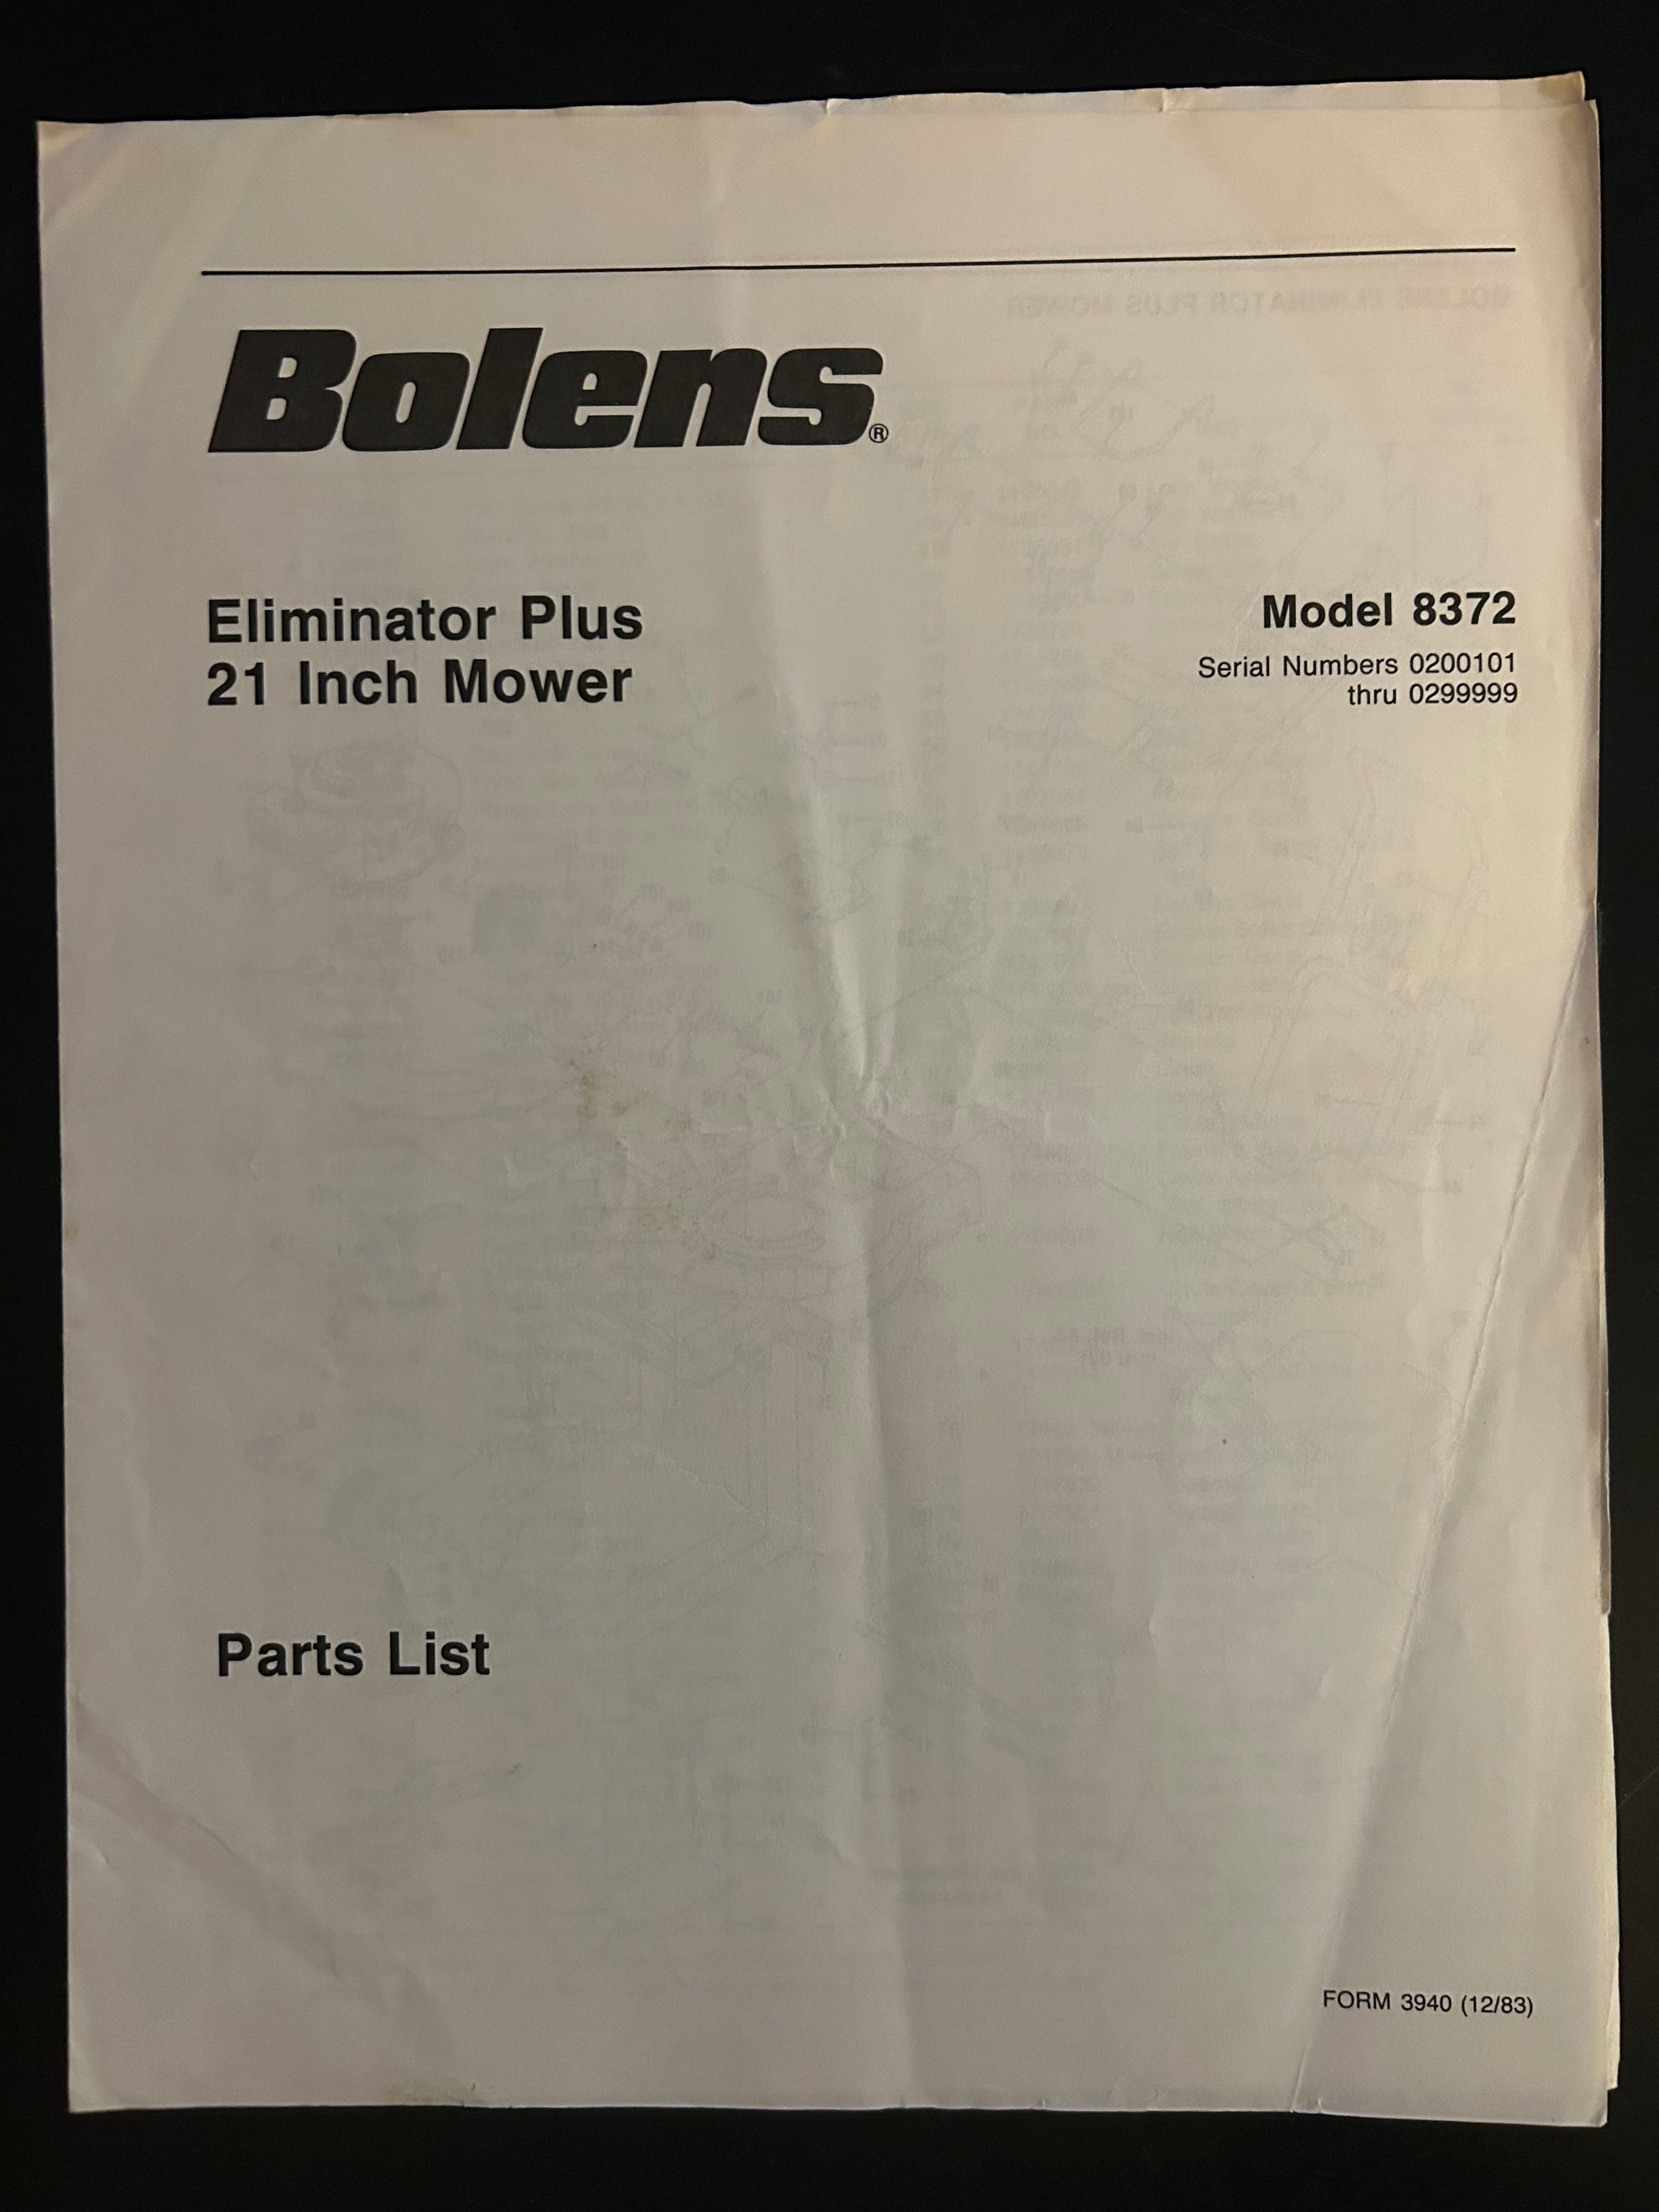 Bolens®
Eliminator Plus
21 Inch Mower
Model 8372
Serial Numbers 0200101
thru 0299999
Parts List
FORM 3940 (12/83)